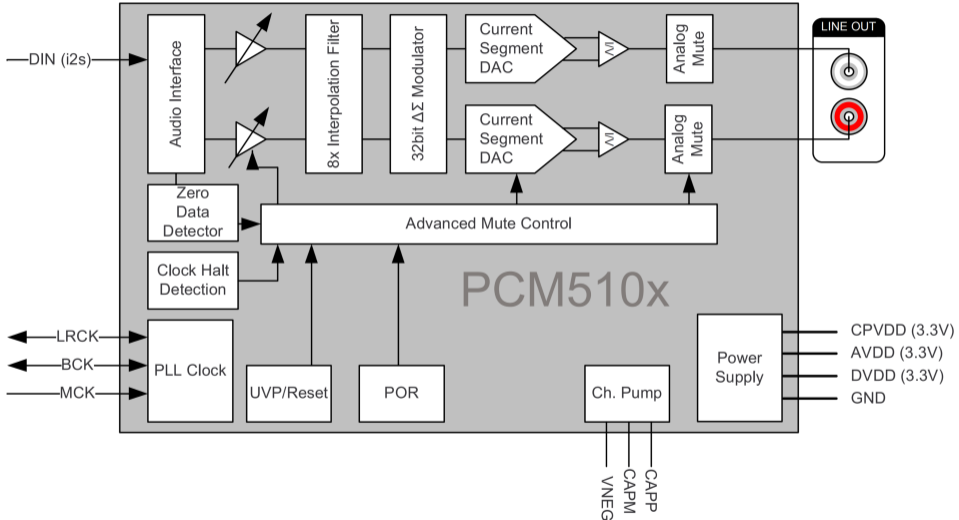 DIN (i2s)
Audio Interface
8x Interpolation Filter
32bit ΔΣ Modulator
Current
Segment
DAC
Analog
Mute
LINE OUT
Current
Segment
DAC
Analog
Mute
Zero
Data
Detector
Advanced Mute Control
Clock Halt
Detection
PCM510x
LRCK
BCK
MCK
PLL Clock
UVP/Reset
POR
Ch. Pump
Power
Supply
CPVDD (3.3V)
AVDD (3.3V)
DVDD (3.3V)
GND
VNEG
CAPM
CAPP